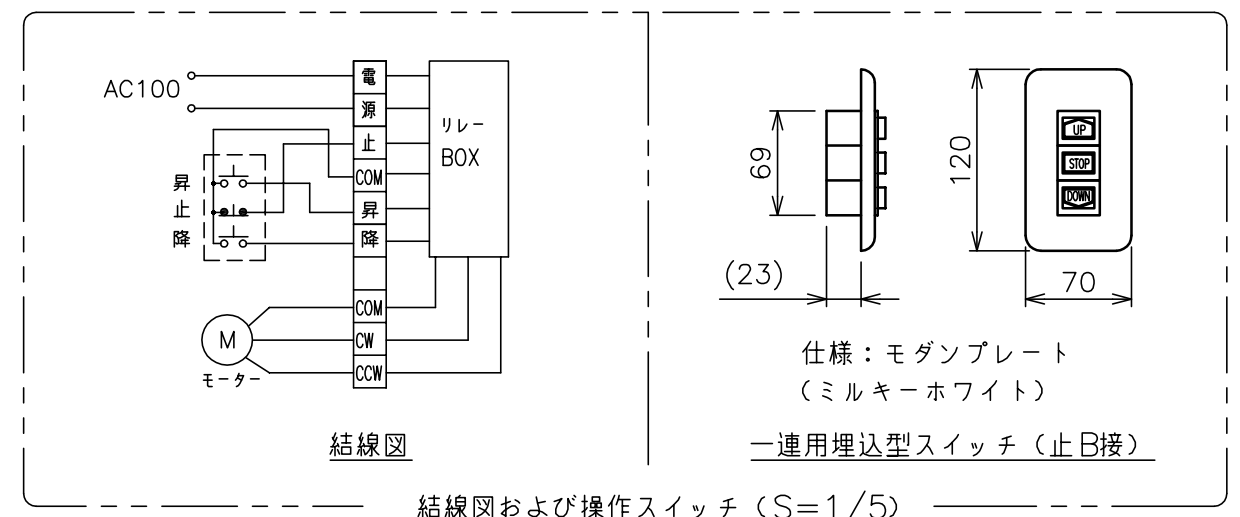 AC100
電
源
止
COM
昇
降
COM
CW
CCW
リレー
BOX
昇
止
降
M
モーター
結線図
69
(23)
120
70
UP
STOP
DOWN
仕様：モダンプレート
（ミルキーホワイト）
一連用埋込型スイッチ（止B接）
結線図および操作スイッチ（S＝1／5）